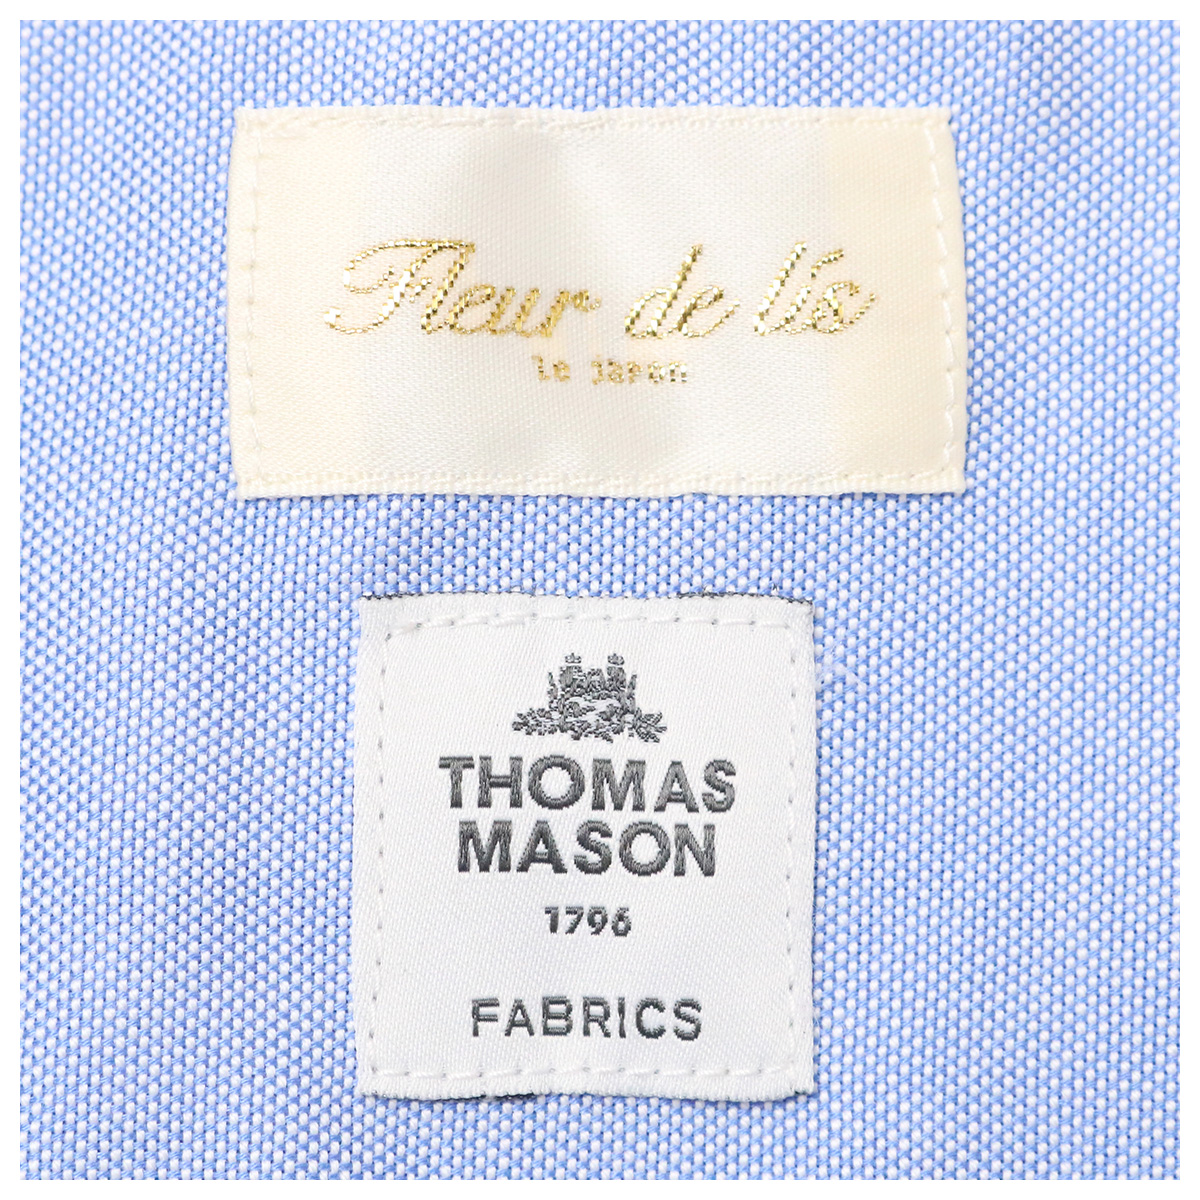 Fleur de lis
le japon
THOMAS
MASON
1796
FABRICS